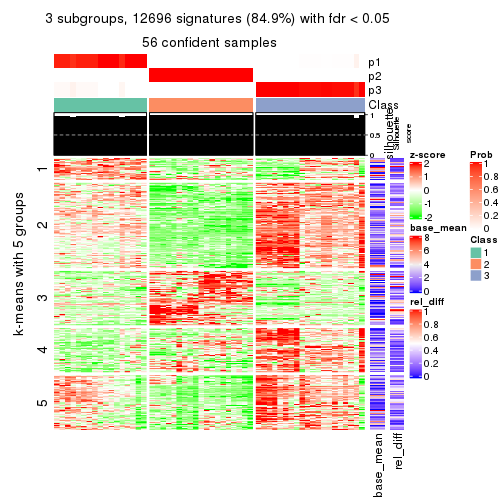 3 subgroups, 12696 signatures (84.9%) with fdr < 0.05
56 confident samples
p1
p2
p3
Class
silhouette
Silhouette
score
1
0.5
0
k-means with 5 groups
1
2
3
4
5
base_mean
rel_diff
z-score
2
1
0
-1
-2
base_mean
8
6
4
2
0
rel_diff
1
0.8
0.6
0.4
0.2
0
Prob
1
0.8
0.6
0.4
0.2
0
Class
1
2
3